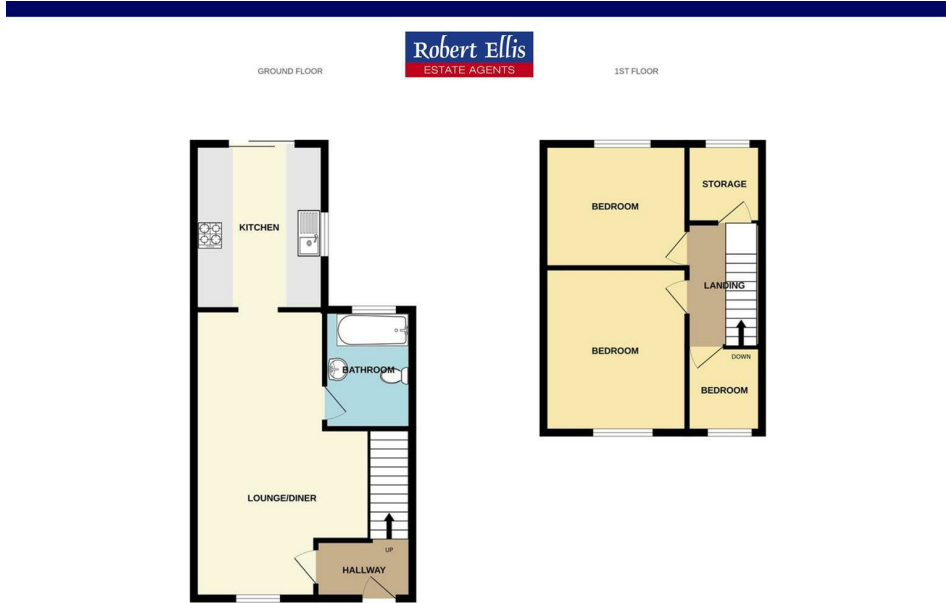 Robert Ellis
ESTATE AGENTS
GROUND FLOOR
1ST FLOOR
KITCHEN
BATHROOM
LOUNGE/DINER
UP
HALLWAY
STORAGE
BEDROOM
LANDING
BEDROOM
DOWN
BEDROOM